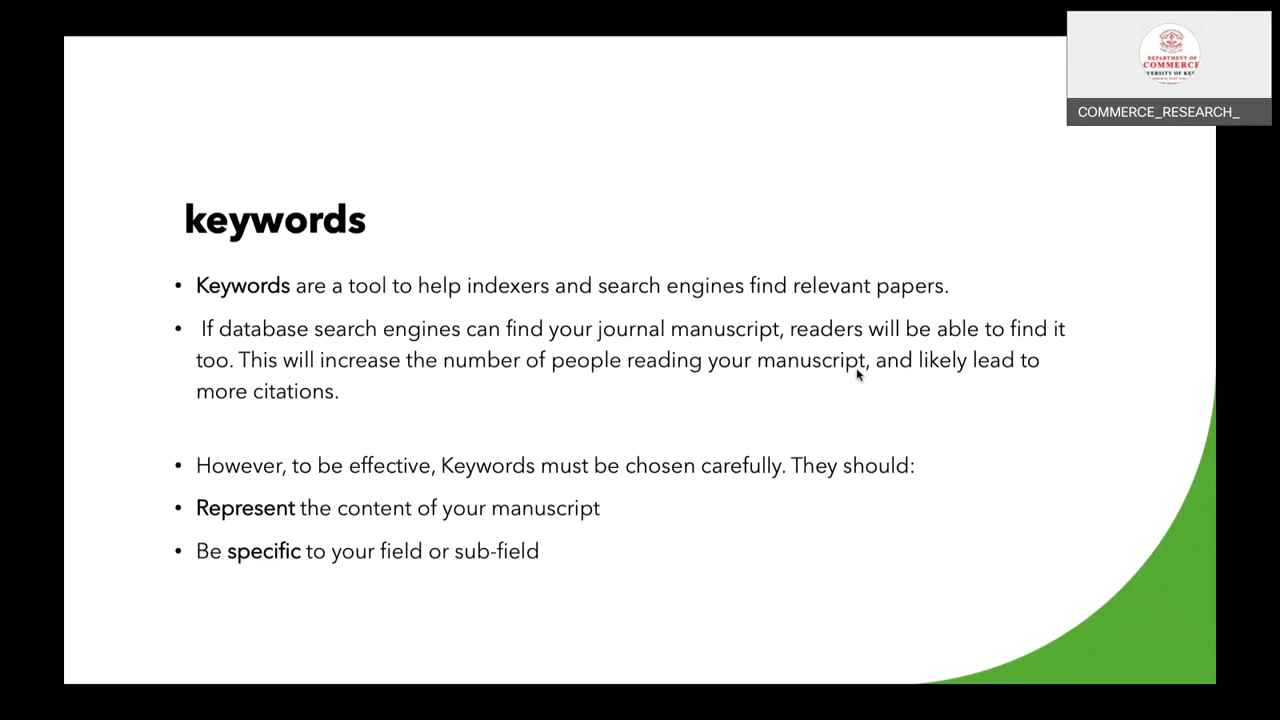 DEPARTMENT OF
COMMERCE
COMMERCE_RESEARCH_
keywords
• Keywords are a tool to help indexers and search engines find relevant papers.
• If database search engines can find your journal manuscript, readers will be able to find it
too. This will increase the number of people reading your manuscript, and likely lead to
more citations.
• However, to be effective, Keywords must be chosen carefully. They should:
• Represent the content of your manuscript
• Be specific to your field or sub-field